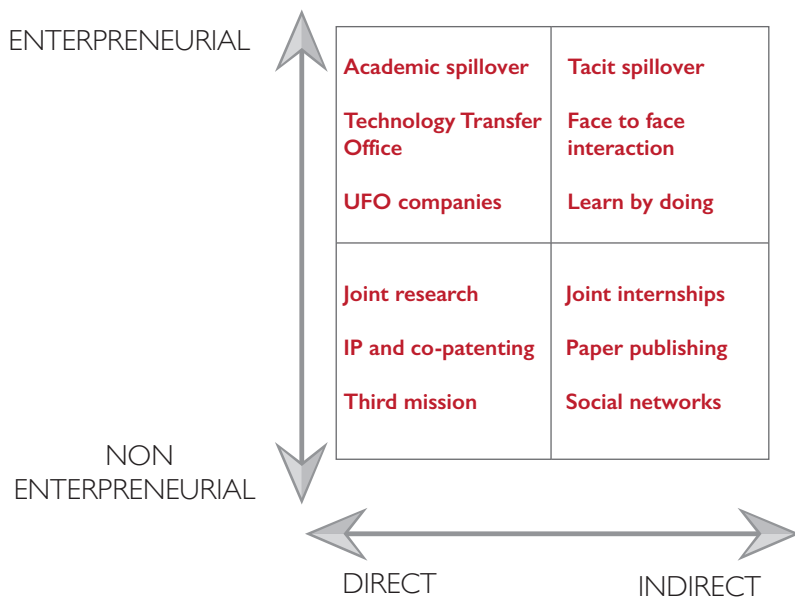 ENTERPRENEURIAL
Academic spillover
Tacit spillover
Technology Transfer
Office
Face to face
interaction
UFO companies
Learn by doing
Joint research
Joint internships
IP and co-patenting
Paper publishing
Third mission
Social networks
NON
ENTERPRENEURIAL
DIRECT
INDIRECT